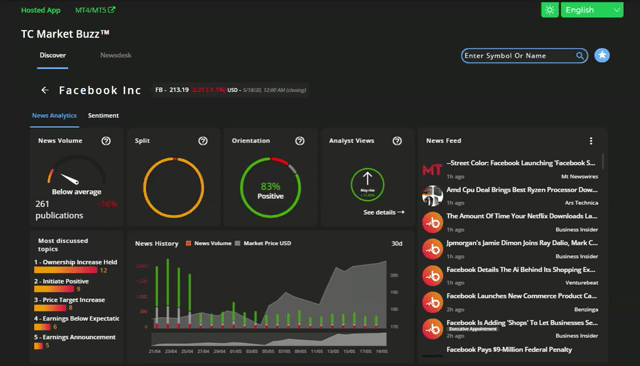 Hosted App MT4/MT5
English
TC Market Buzz™
Discover Newsdesk
Enter Symbol Or Name
Facebook Inc
FB - 213.19 USD - 5/18/20, 12:00 AM (closing)
News Analytics Sentiment
News Volume
Below average
261
publications
-16%
Split
Orientation
83%
Positive
Analyst Views
See details
News Feed
--Street Color: Facebook Launching 'Facebook S...
1h ago Mt Newswires
Amd Cpu Deal Brings Best Ryzen Processor Dow...
1h ago Ars Technica
The Amount Of Time Your Netflix Downloads La...
1h ago Business Insider
Jpmorgan's Jamie Dimon Joins Ray Dalio, Mark C...
1h ago Business Insider
Facebook Details The Ai Behind Its Shopping Ex...
1h ago Venturebeat
Facebook Launches New Commerce Product Ca...
2h ago Benzinga
Facebook Is Adding 'Shops' To Let Businesses Se...
Executive Appointment
2h ago Business Insider
Facebook Pays $9-Million Federal Penalty
Most discussed
topics
1 - Ownership Increase Held
12
2 - Initiate Positive
9
3 - Price Target Increase
8
4 - Earnings Below Expectatic
6
5 - Earnings Announcement
5
News History News Volume Market Price USD 30d
21/04 23/04 25/04 27/04 29/04 01/05 03/05 05/05 07/05 09/05 11/05 13/05 15/05 17/05 19/05